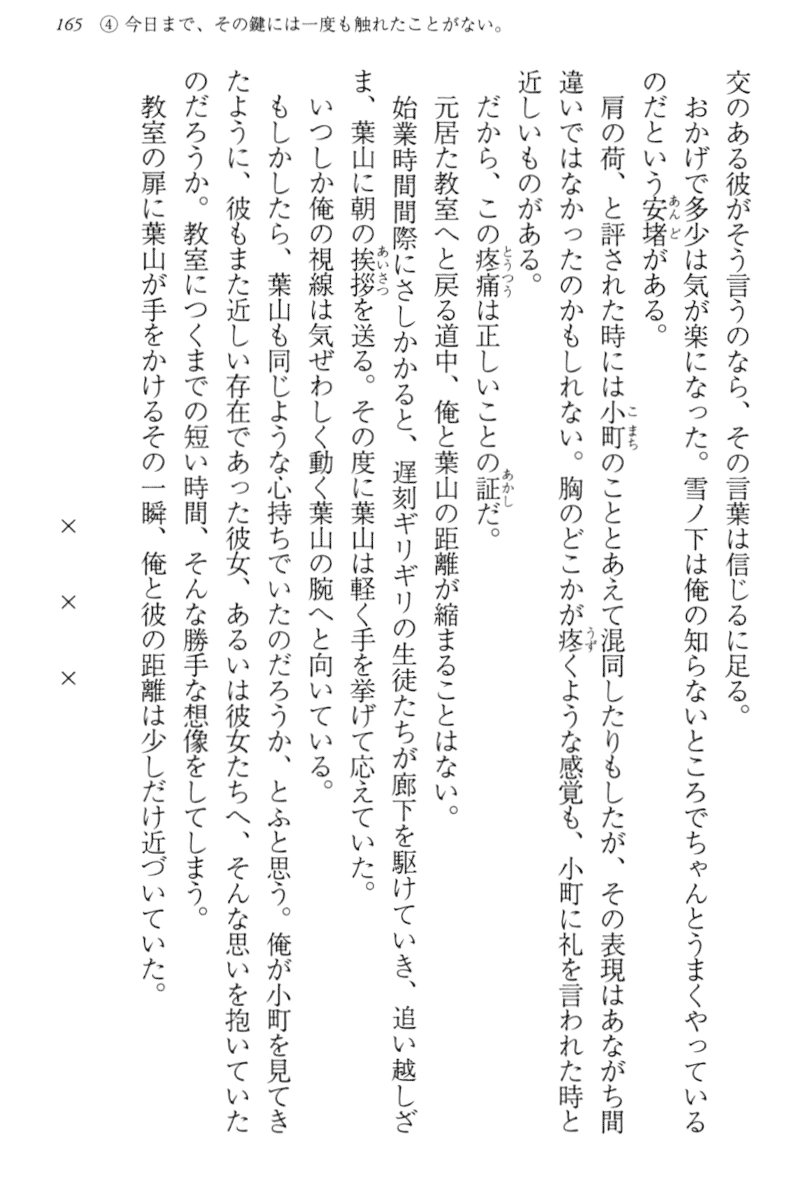 165 ④ 今日まで、その鍵には一度も触れたことがない。
交のある彼がそう言うのなら、その言葉は信じるに足る。
おかげで多少は気が楽になった。雪ノ下は俺の知らないところでちゃんとうまくやっている
のだという安堵がある。
肩の荷、と評された時には小町のこととあえて混同したりもしたが、その表現はあながち間
違いではなかったのかもしれない。胸のどこかが疼くような感覚も、小町に礼を言われた時と
近しいものがある。
だから、この疼痛は正しいことの証だ。
元居た教室へと戻る道中、俺と葉山の距離が縮まることはない。
始業時間間際にさしかかると、遅刻ギリギリの生徒たちが廊下を駆けていき、追い越しざ
ま、葉山に朝の挨拶を送る。その度に葉山は軽く手を挙げて応えていた。
いつしか俺の視線は気ぜわしく動く葉山の腕へと向いている。
もしかしたら、葉山も同じような心持ちでいたのだろうか、とふと思う。俺が小町を見てき
たように、彼もまた近しい存在であった彼女、あるいは彼女たちへ、そんな思いを抱いていた
のだろうか。教室につくまでの短い時間、そんな勝手な想像をしてしまう。
教室の扉に葉山が手をかけるその一瞬、俺と彼の距離は少しだけ近づいていた。
× × ×